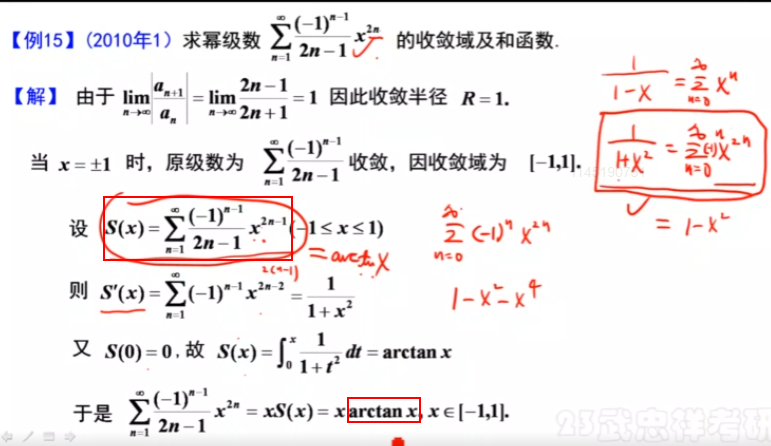 【例15】(2010年1) 求幂级数 $\sum_{n=1}^{\infty}\frac{(-1)^{n-1}}{2n-1}x^{2n}$ 的收敛域及和函数.
$\frac{1}{1-x}=\sum_{n=0}^{\infty}x^n$
【解】 由于 $\lim_{n\to\infty}\left|\frac{a_{n+1}}{a_n}\right|=\lim_{n\to\infty}\frac{2n-1}{2n+1}=1$ 因此收敛半径 $R=1.$
$\frac{1}{1+x^2}=\sum_{n=0}^{\infty}(-1)^n x^{2n}$
当 $x=\pm1$ 时，原级数为 $\sum_{n=1}^{\infty}\frac{(-1)^{n-1}}{2n-1}$ 收敛，因收敛域为 $[-1,1].$
$=1-x^2$
设 $S(x)=\sum_{n=1}^{\infty}\frac{(-1)^{n-1}}{2n-1}x^{2n-1}(-1\le x\le1)$
$=\arctan x$
$\sum_{n=0}^{\infty}(-1)^n x^{2n}$
2(n-1)
则 $S'(x)=\sum_{n=1}^{\infty}(-1)^{n-1}x^{2n-2}=\frac{1}{1+x^2}$
$1-x^2-x^4$
又 $S(0)=0,$故 $S(x)=\int_0^x\frac{1}{1+t^2}dt=\arctan x$
于是 $\sum_{n=1}^{\infty}\frac{(-1)^{n-1}}{2n-1}x^{2n}=xS(x)=x\arctan x,x\in[-1,1].$
23武忠祥考研